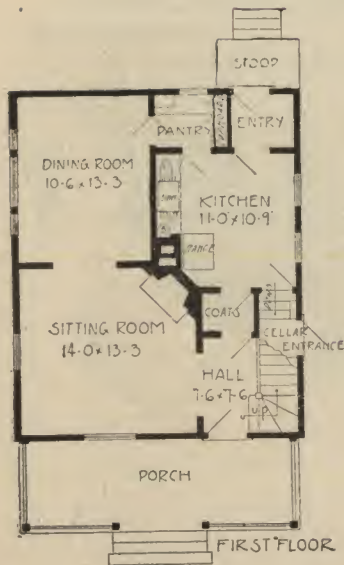 STOOP
PANTRY
ENTRY
DINING ROOM
10-6 x 13-3
KITCHEN
11-0 x 10-9
RANGE
COATS
CELLAR
ENTRANCE
SITTING ROOM
14-0 x 13-3
HALL
7-6 x 7-6
UP
PORCH
FIRST FLOOR